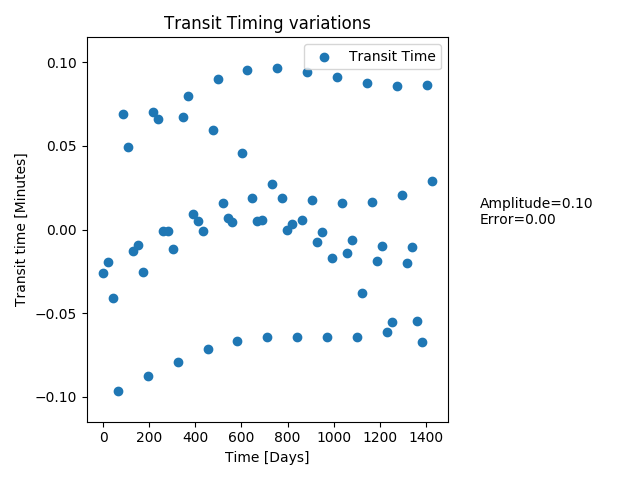 Transit Timing variations
Transit Time
0.10
0.05
0.00
−0.05
−0.10
Transit time [Minutes]
0 200 400 600 800 1000 1200 1400
Time [Days]
Amplitude=0.10
Error=0.00